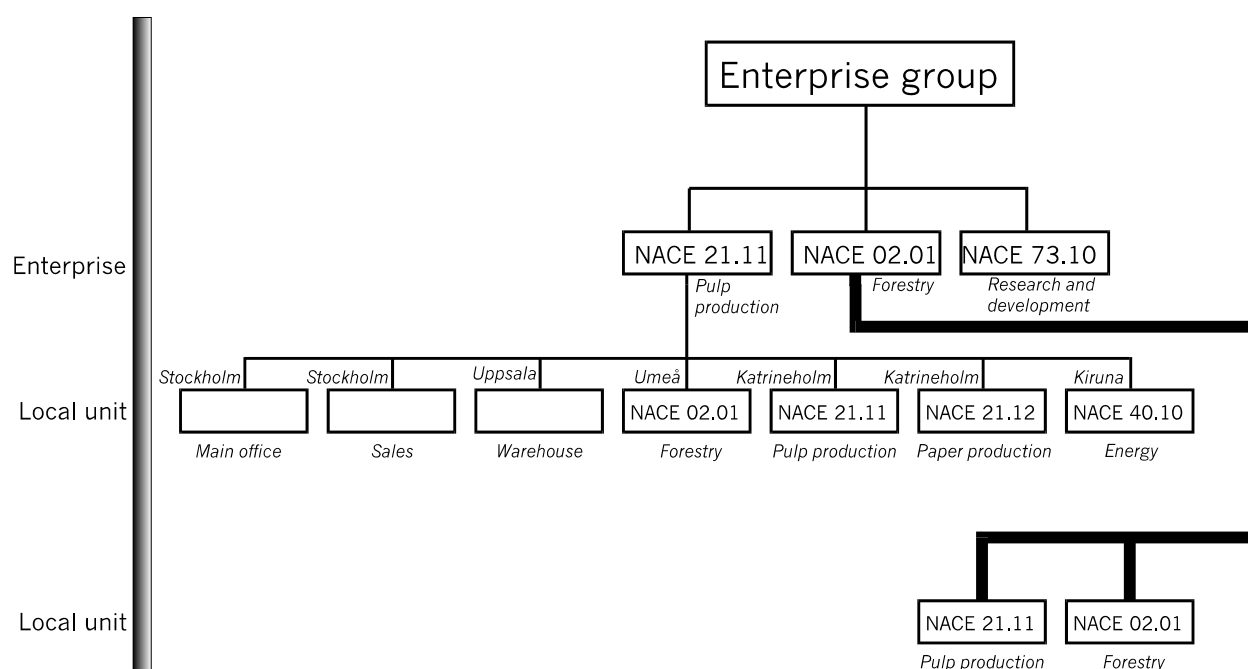 Enterprise group
Enterprise
NACE 21.11
NACE 02.01
NACE 73.10
Pulp
production
Forestry
Research and
development
Stockholm
Stockholm
Uppsala
Umeå
Katrineholm
Katrineholm
Kiruna
Local unit
NACE 02.01
NACE 21.11
NACE 21.12
NACE 40.10
Main office
Sales
Warehouse
Forestry
Pulp production
Paper production
Energy
Local unit
NACE 21.11
NACE 02.01
Pulp production
Forestry